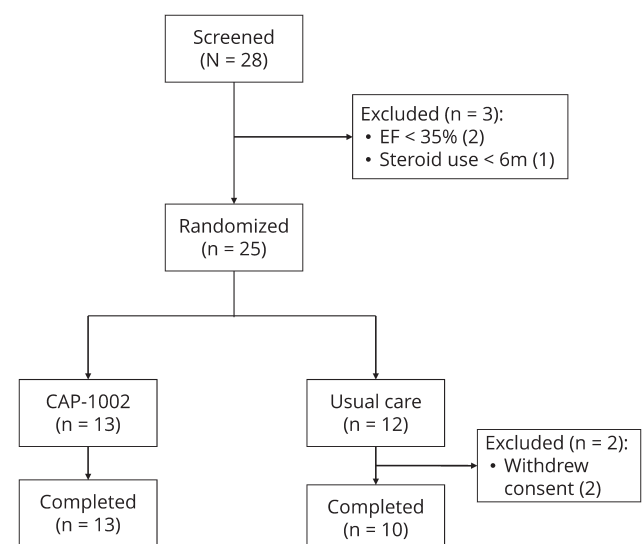 Screened
(N = 28)
Excluded (n = 3):
• EF < 35% (2)
• Steroid use < 6m (1)
Randomized
(n = 25)
CAP-1002
(n = 13)
Usual care
(n = 12)
Excluded (n = 2):
• Withdrew
consent (2)
Completed
(n = 13)
Completed
(n = 10)